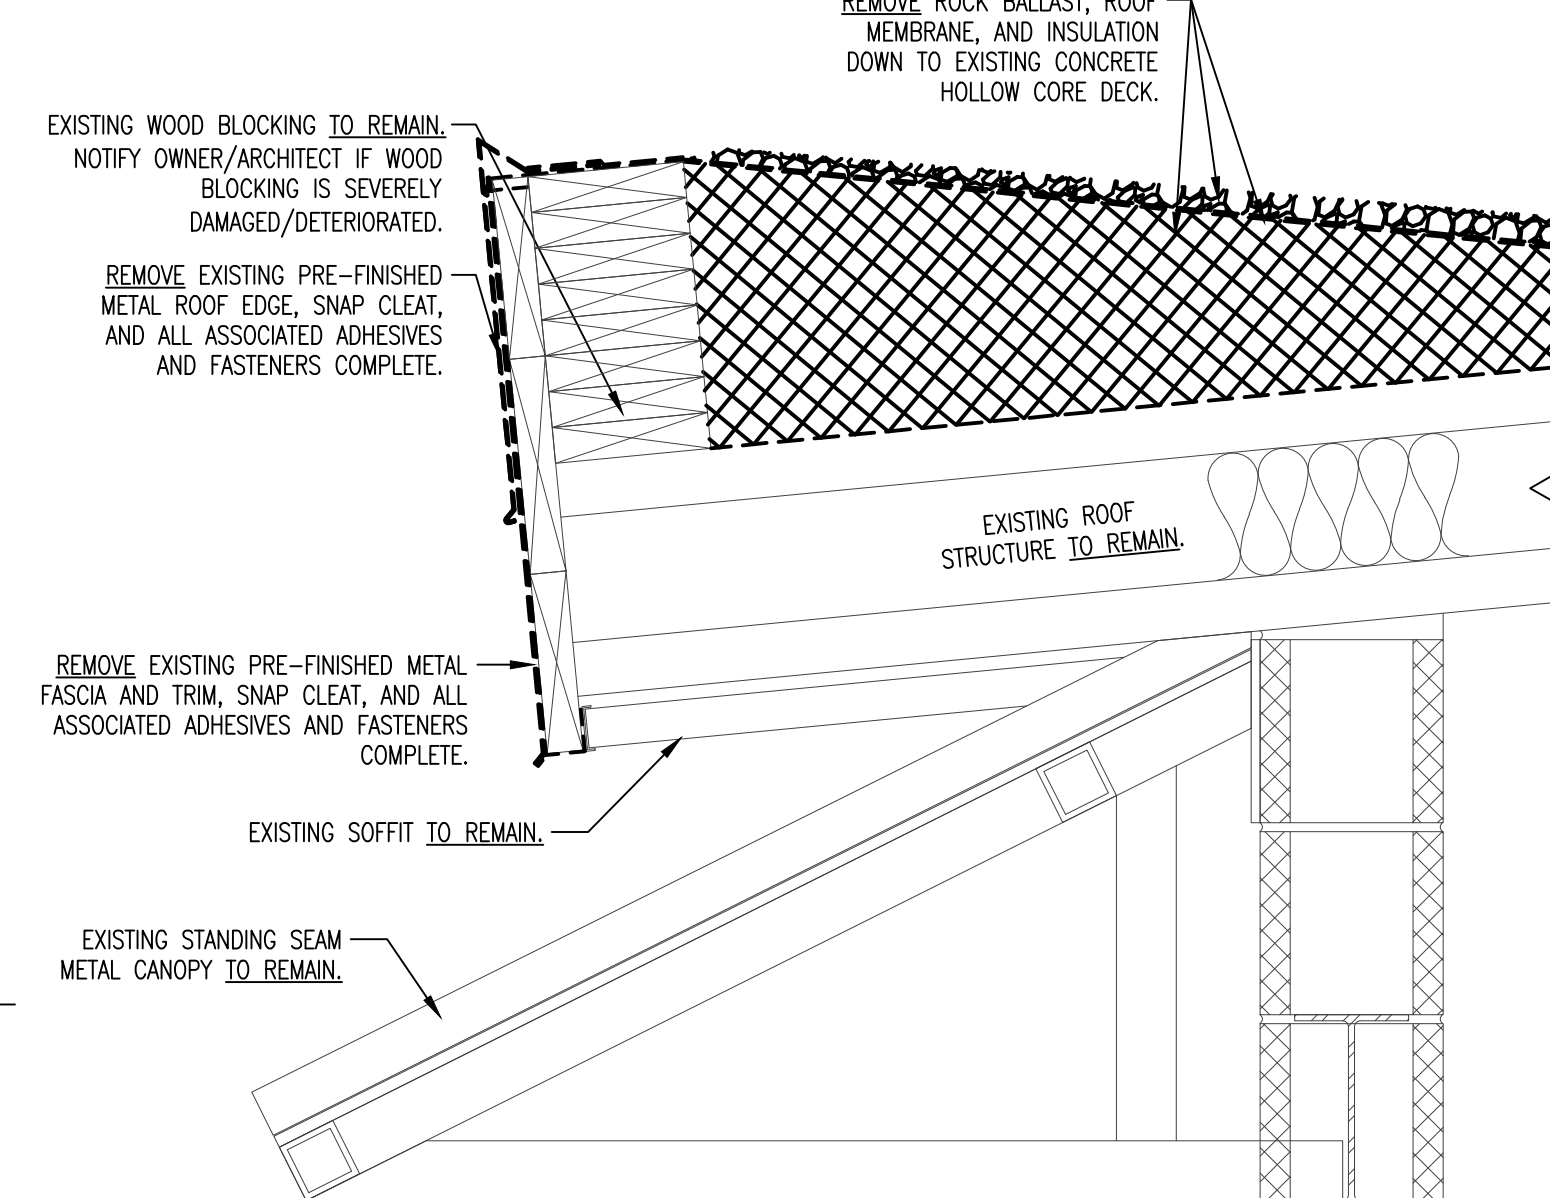 REMOVE ROCK BALLAST, ROOF
MEMBRANE, AND INSULATION
DOWN TO EXISTING CONCRETE
HOLLOW CORE DECK.
EXISTING WOOD BLOCKING TO REMAIN.
NOTIFY OWNER/ARCHITECT IF WOOD
BLOCKING IS SEVERELY
DAMAGED/DETERIORATED.
REMOVE EXISTING PRE-FINISHED
METAL ROOF EDGE, SNAP CLEAT,
AND ALL ASSOCIATED ADHESIVES
AND FASTENERS COMPLETE.
EXISTING ROOF
STRUCTURE TO REMAIN.
REMOVE EXISTING PRE-FINISHED METAL
FASCIA AND TRIM, SNAP CLEAT, AND ALL
ASSOCIATED ADHESIVES AND FASTENERS
COMPLETE.
EXISTING SOFFIT TO REMAIN.
EXISTING STANDING SEAM
METAL CANOPY TO REMAIN.